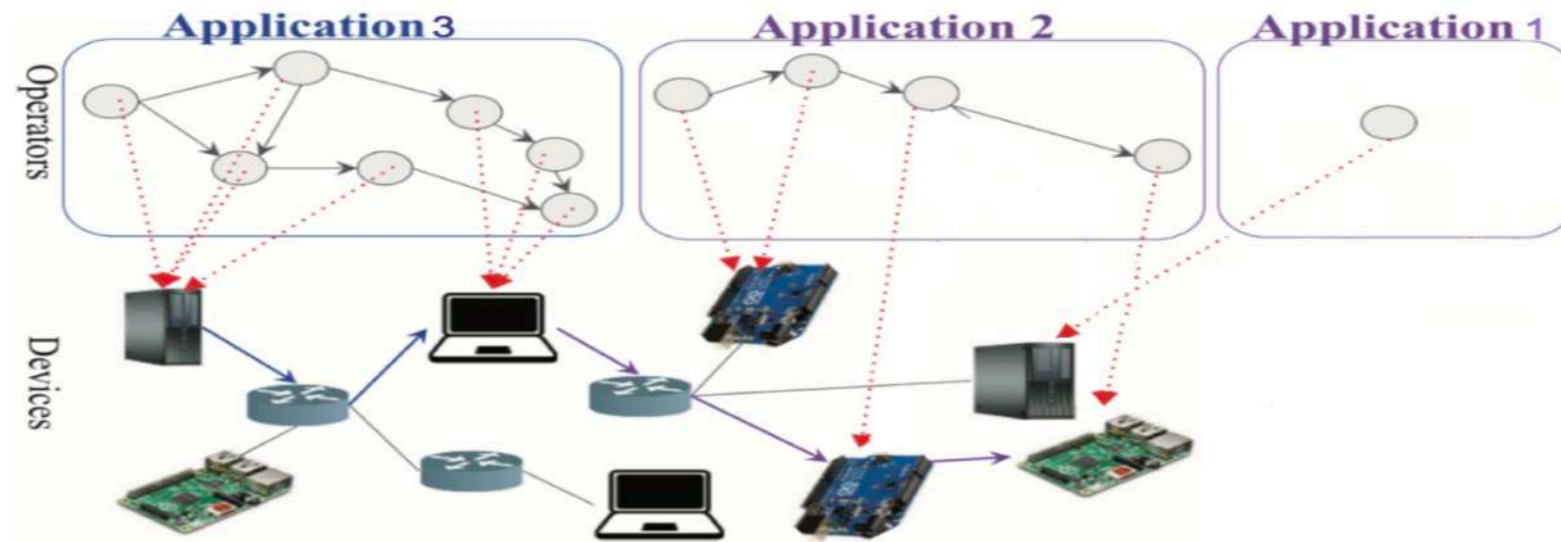 Application 3
Application 2
Application 1
Operators
Devices